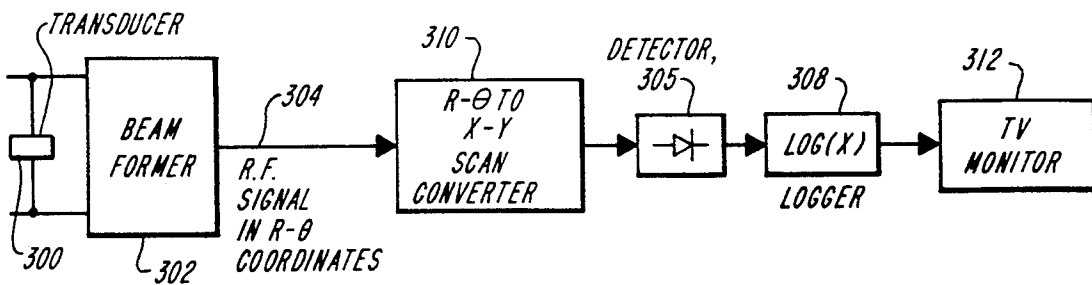 TRANSDUCER
300
BEAM
FORMER
302
304
R.F.
SIGNAL
IN R-θ
COORDINATES
310
R-Θ TO
X-Y
SCAN
CONVERTER
DETECTOR,
305
308
LOG(X)
LOGGER
312
TV
MONITOR